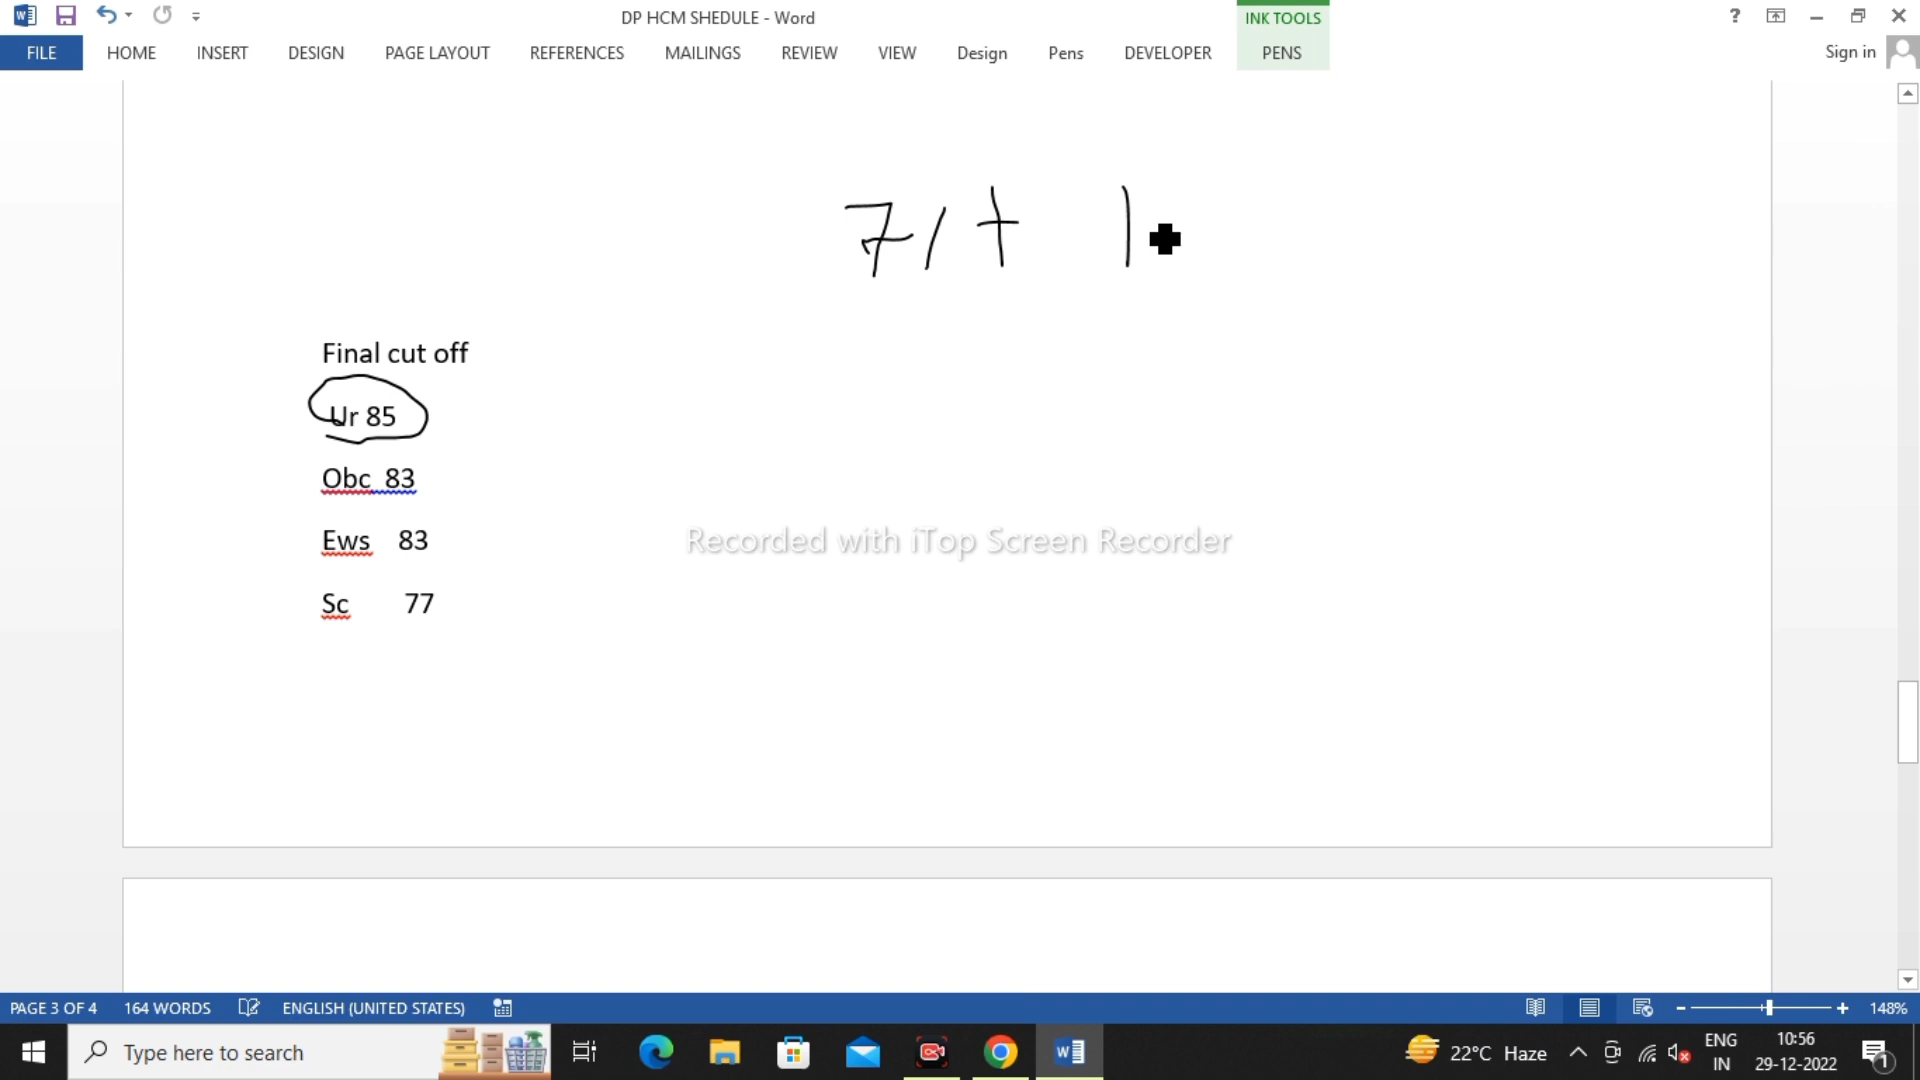 DP HCM SHEDULE - Word
INK TOOLS
FILE HOME INSERT DESIGN PAGE LAYOUT REFERENCES MAILINGS REVIEW VIEW Design Pens DEVELOPER PENS
Sign in
71+ 1
Final cut off
Ur 85
Obc 83
Ews 83
Sc 77
Recorded with iTop Screen Recorder
PAGE 3 OF 4 164 WORDS ENGLISH (UNITED STATES) 148%
Type here to search
22°C Haze
ENG
IN
10:56
29-12-2022
1